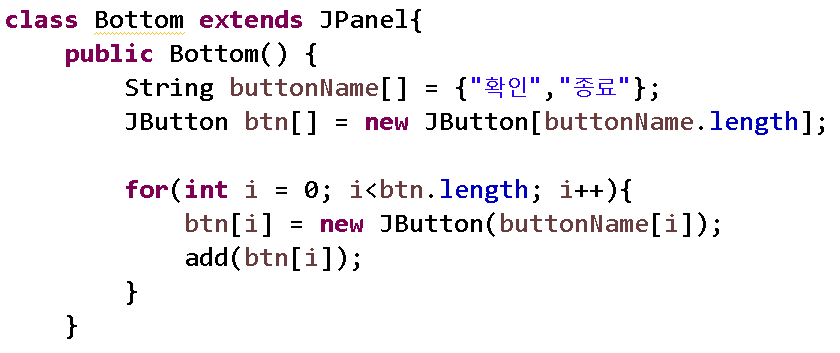 class Bottom extends JPanel{
public Bottom() {
String buttonName[] = {"확인","종료"};
JButton btn[] = new JButton[buttonName.length];
for(int i = 0; i<btn.length; i++){
btn[i] = new JButton(buttonName[i]);
add(btn[i]);
}
}